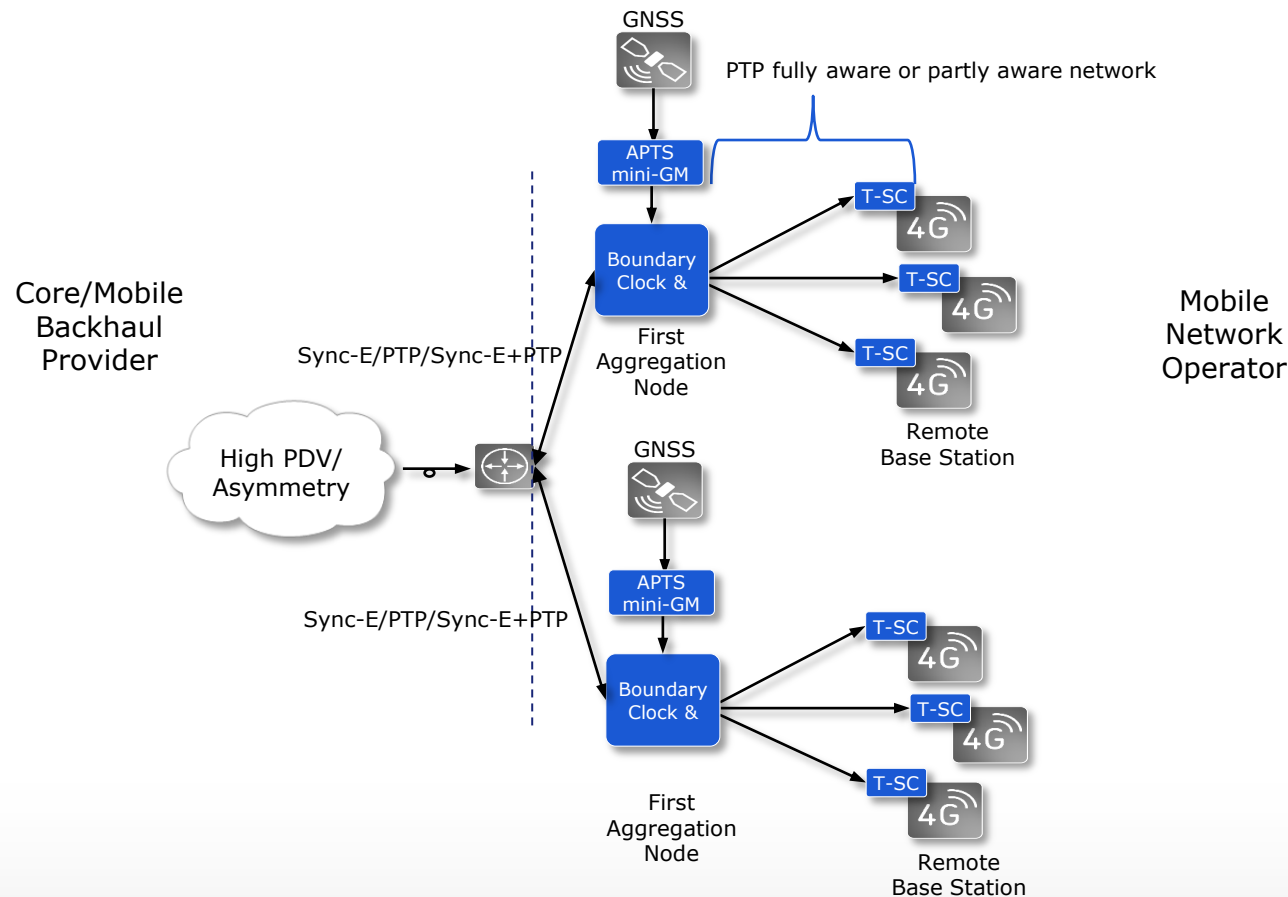 GNSS
PTP fully aware or partly aware network
APTS
mini-GM
T-SC
4G
Boundary
Clock &
T-SC
4G
Core/Mobile
Backhaul
Provider
Mobile
Network
Operator
Sync-E/PTP/Sync-E+PTP
First
Aggregation
Node
T-SC
4G
Remote
Base Station
High PDV/
Asymmetry
GNSS
APTS
mini-GM
Sync-E/PTP/Sync-E+PTP
T-SC
4G
Boundary
Clock &
T-SC
4G
T-SC
4G
First
Aggregation
Node
Remote
Base Station